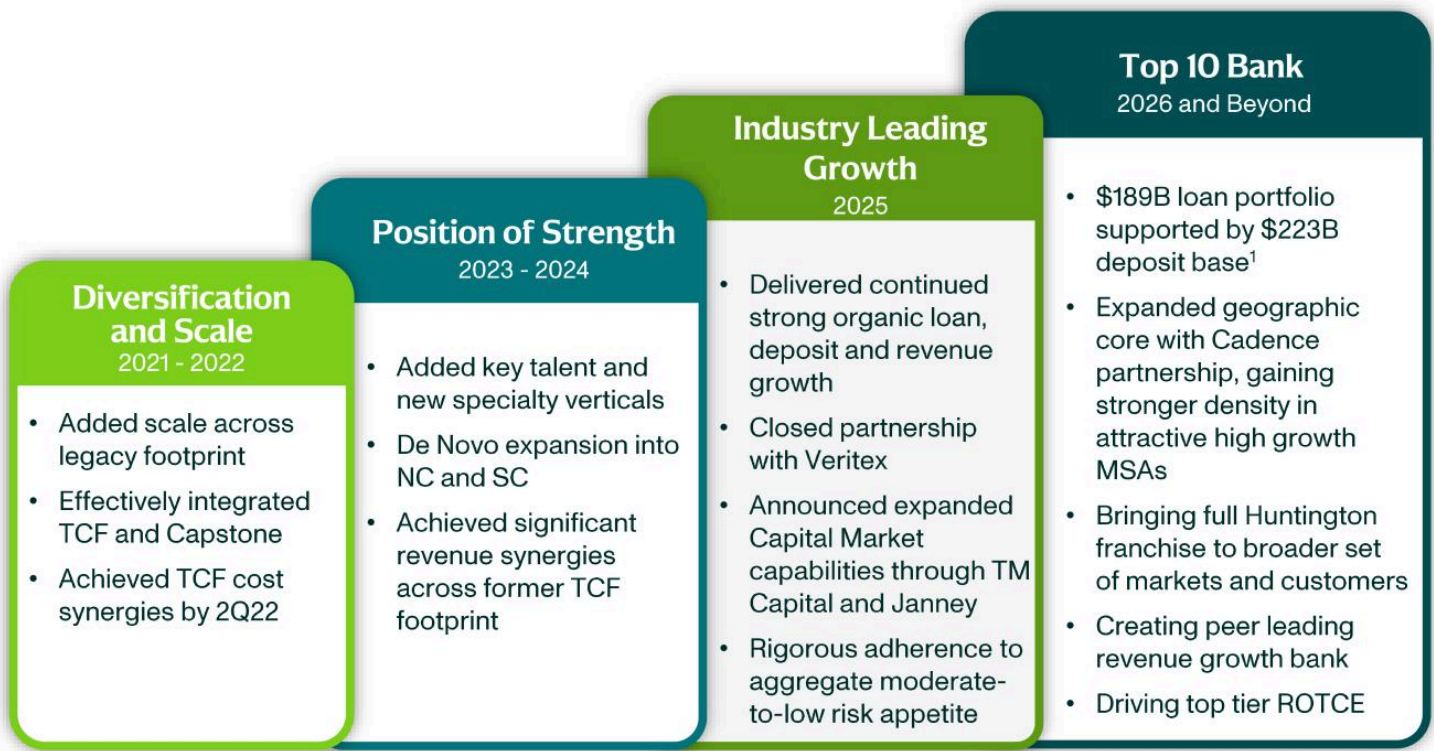 Diversification
and Scale
2021 - 2022
• Added scale across
legacy footprint
• Effectively integrated
TCF and Capstone
• Achieved TCF cost
synergies by 2Q22
Position of Strength
2023 - 2024
• Added key talent and
new specialty verticals
• De Novo expansion into
NC and SC
• Achieved significant
revenue synergies
across former TCF
footprint
Industry Leading
Growth
2025
• Delivered continued
strong organic loan,
deposit and revenue
growth
• Closed partnership
with Veritex
• Announced expanded
Capital Market
capabilities through TM
Capital and Janney
• Rigorous adherence to
aggregate moderate-
to-low risk appetite
Top 10 Bank
2026 and Beyond
• $189B loan portfolio
supported by $223B
deposit base¹
• Expanded geographic
core with Cadence
partnership, gaining
stronger density in
attractive high growth
MSAs
• Bringing full Huntington
franchise to broader set
of markets and customers
• Creating peer leading
revenue growth bank
• Driving top tier ROTCE